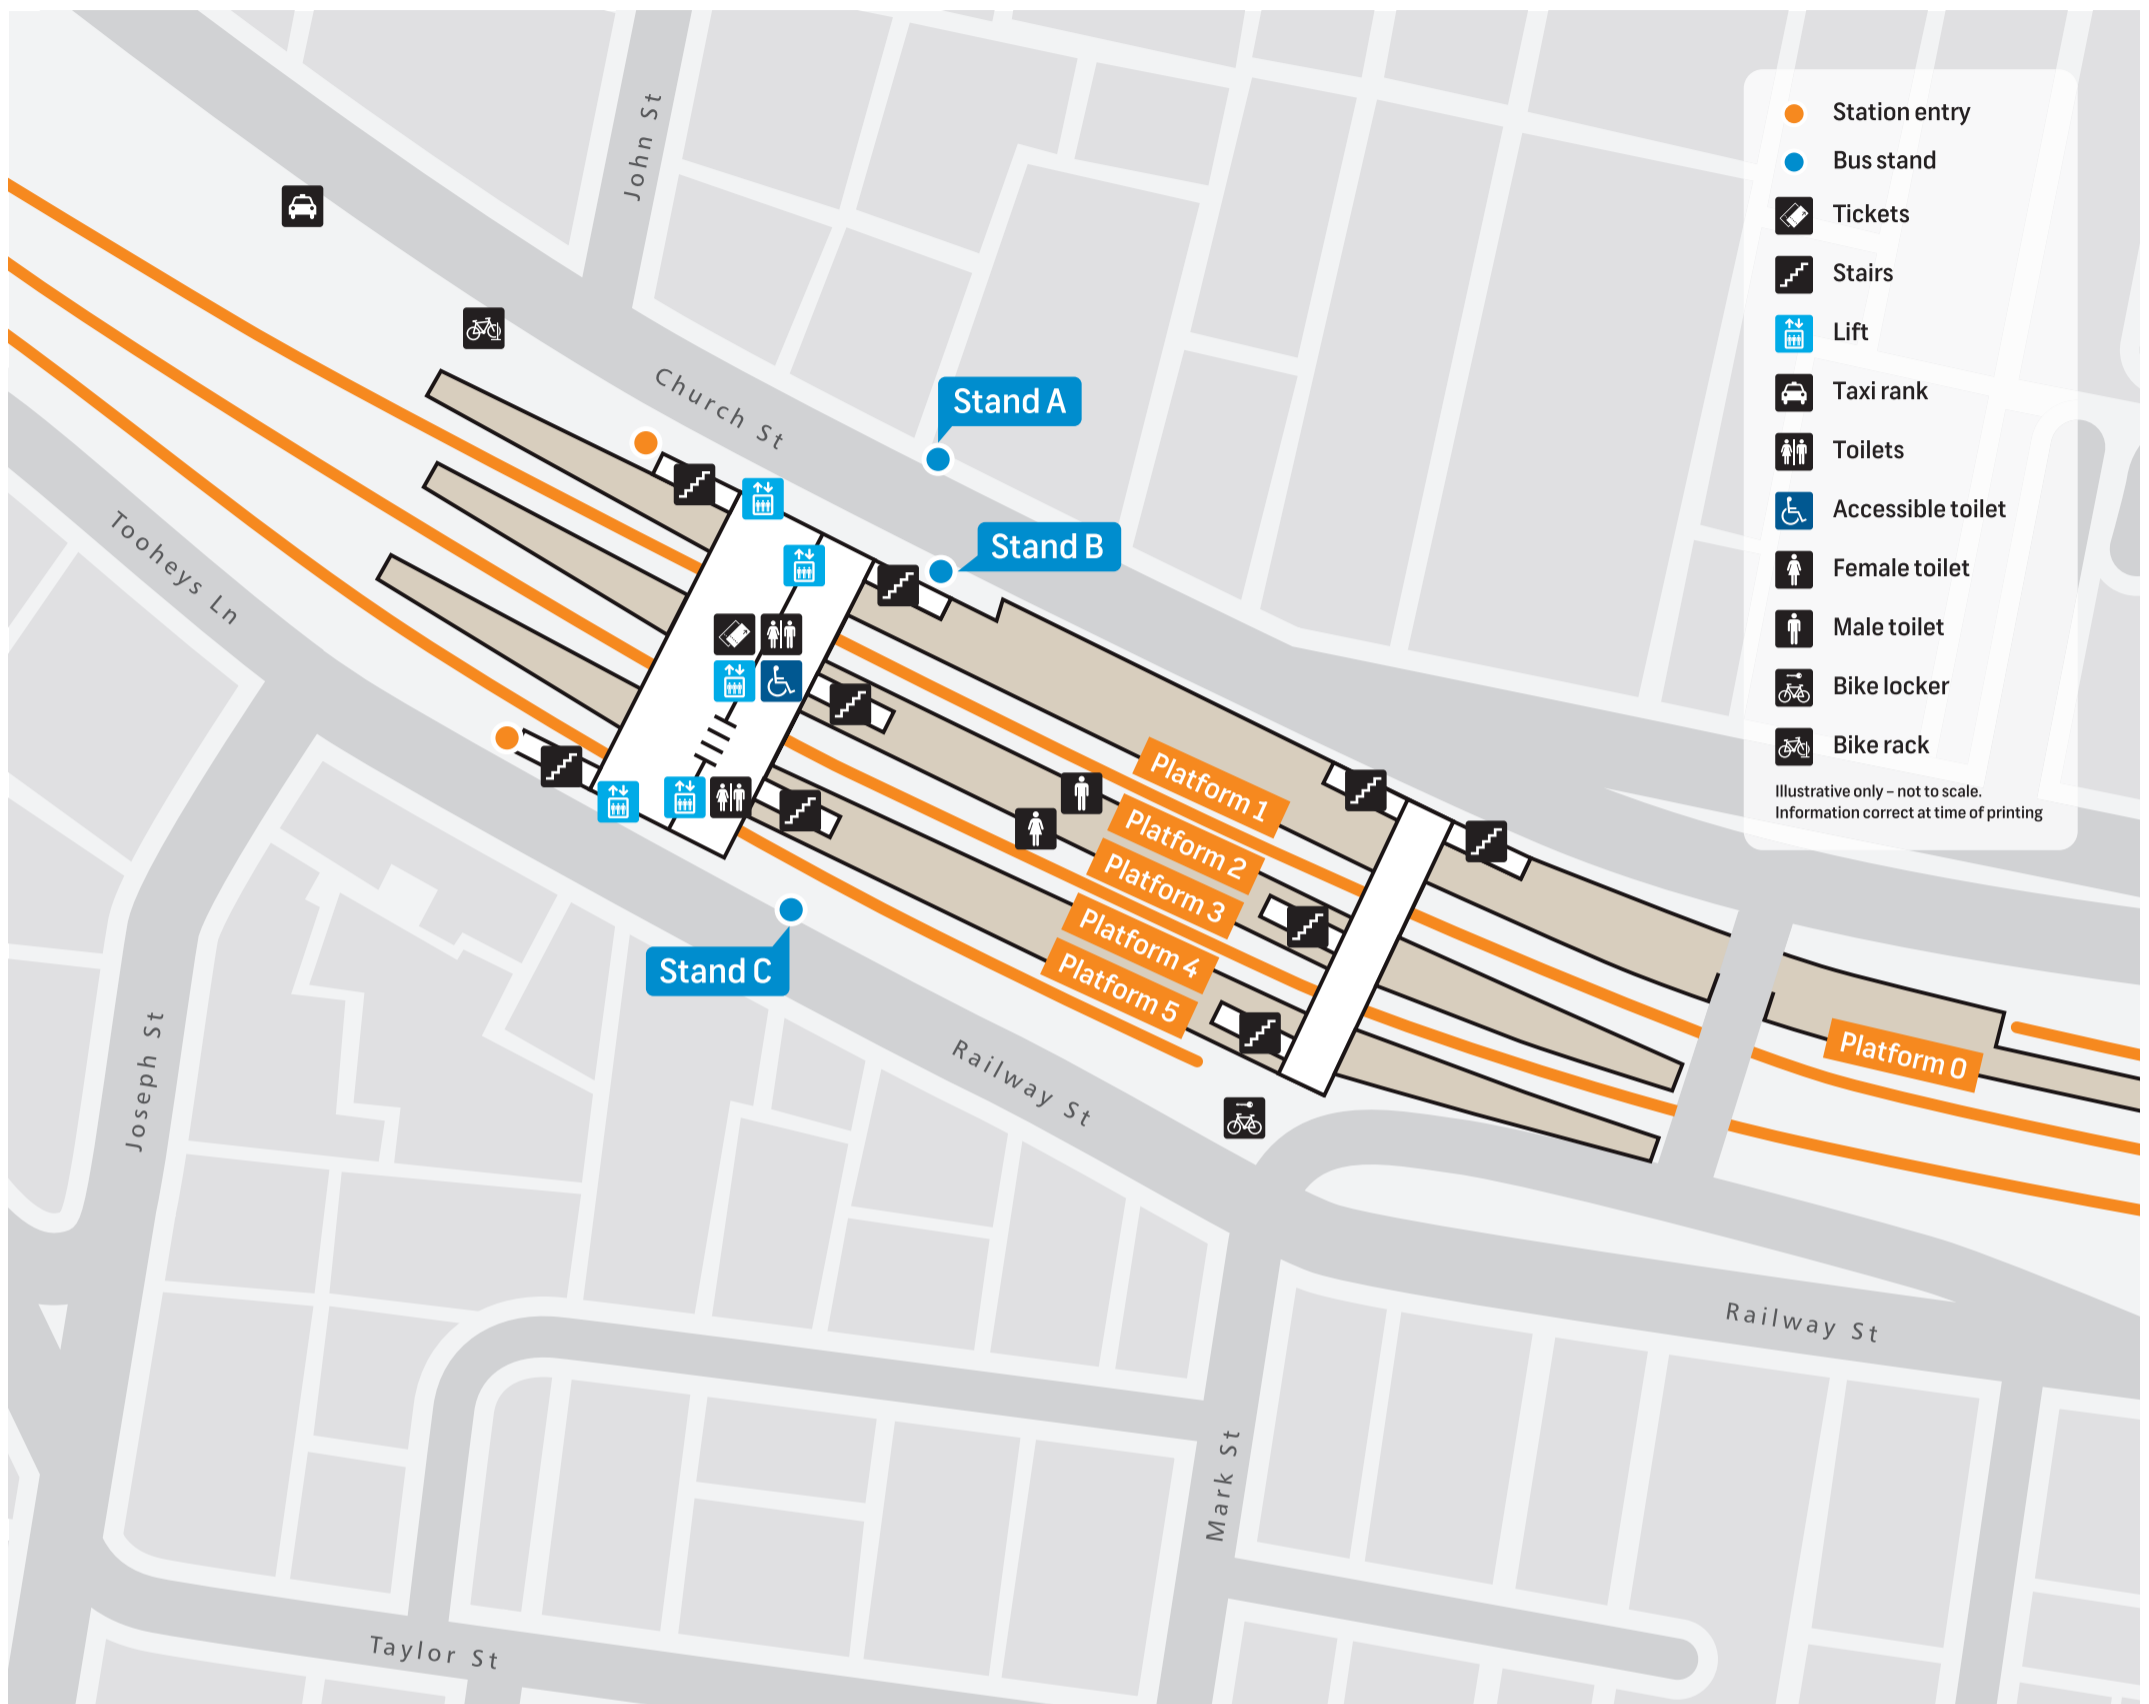 John St
Church St
Stand A
Stand B
Tooheys Ln
Platform 1
Platform 2
Platform 3
Platform 4
Platform 5
Platform 0
Stand C
Joseph St
Railway St
Railway St
Mark St
Taylor St
Station entry
Bus stand
Tickets
Stairs
Lift
Taxi rank
Toilets
Accessible toilet
Female toilet
Male toilet
Bike locker
Bike rack
Illustrative only – not to scale.
Information correct at time of printing